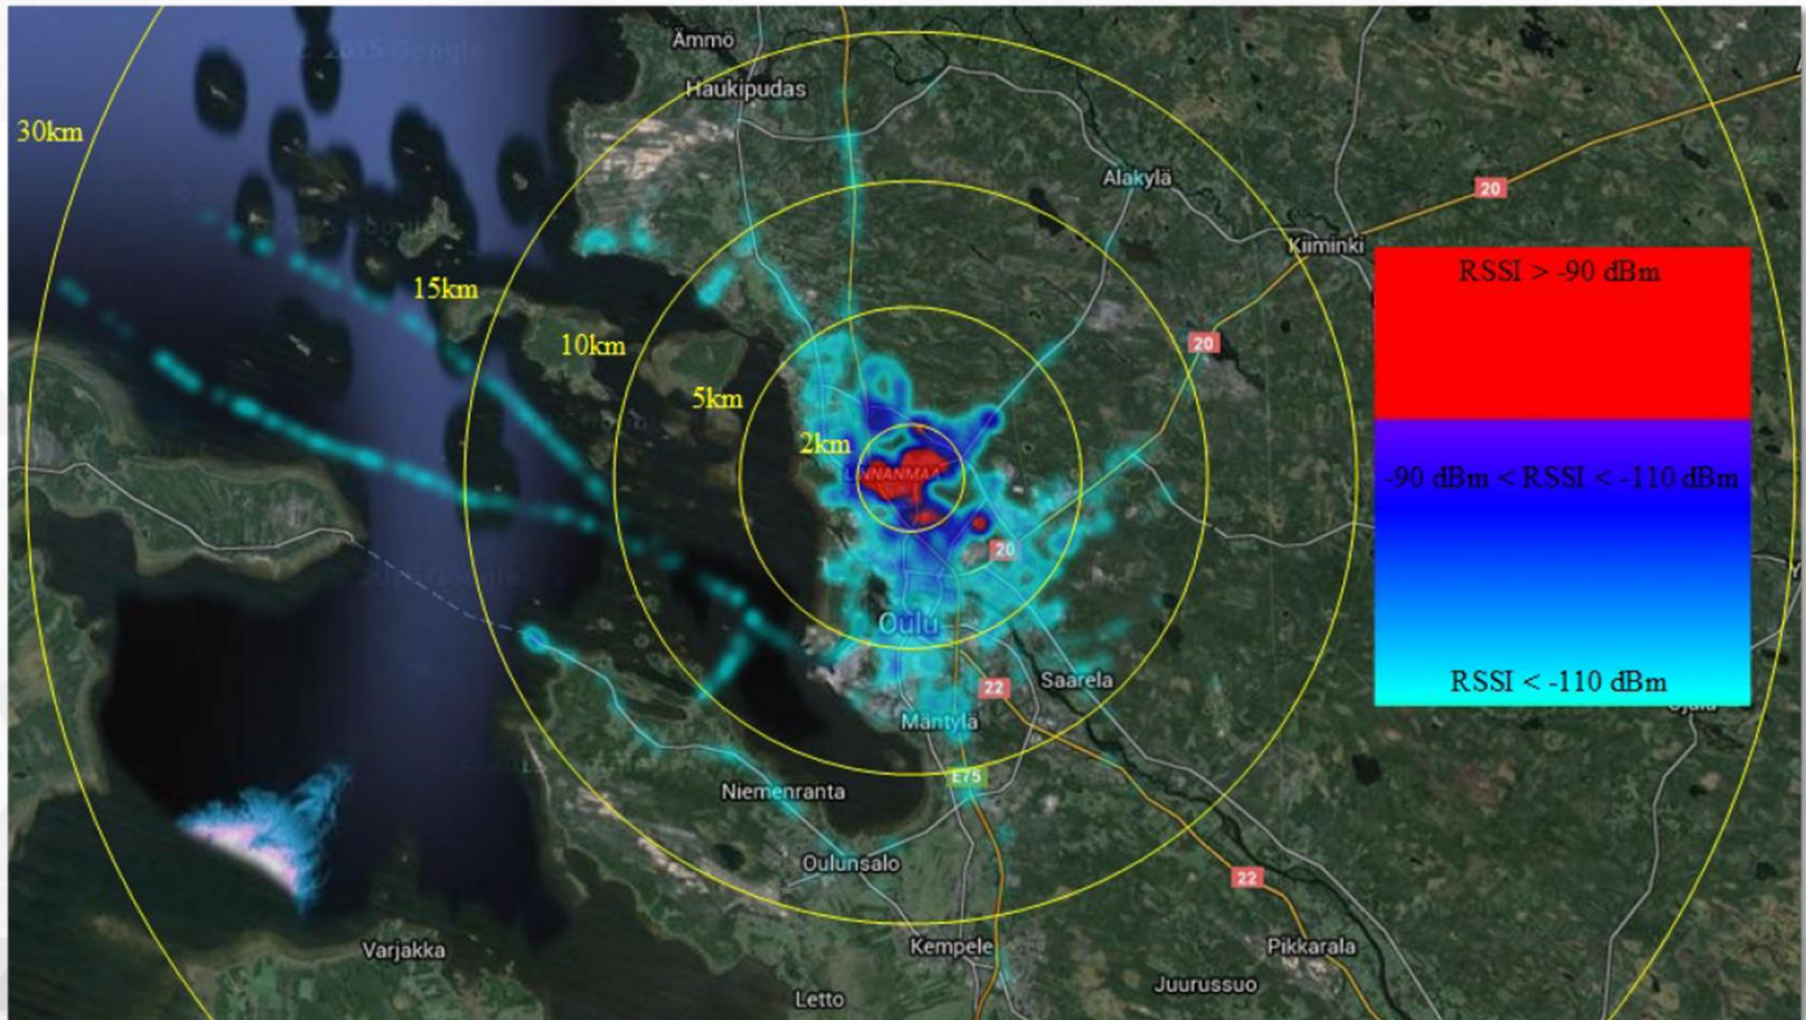 Ämmö
Haukipudas
30km
Alakylä
20
Kiiminki
RSSI > -90 dBm
15km
20
10km
5km
2km
LINNANMAA
-90 dBm < RSSI < -110 dBm
20
Oulu
Saarela
22
RSSI < -110 dBm
Mäntylä
E75
Niemenranta
Oulunsalo
22
Varjakka
Kempele
Pikkarala
Juurussuo
Letto